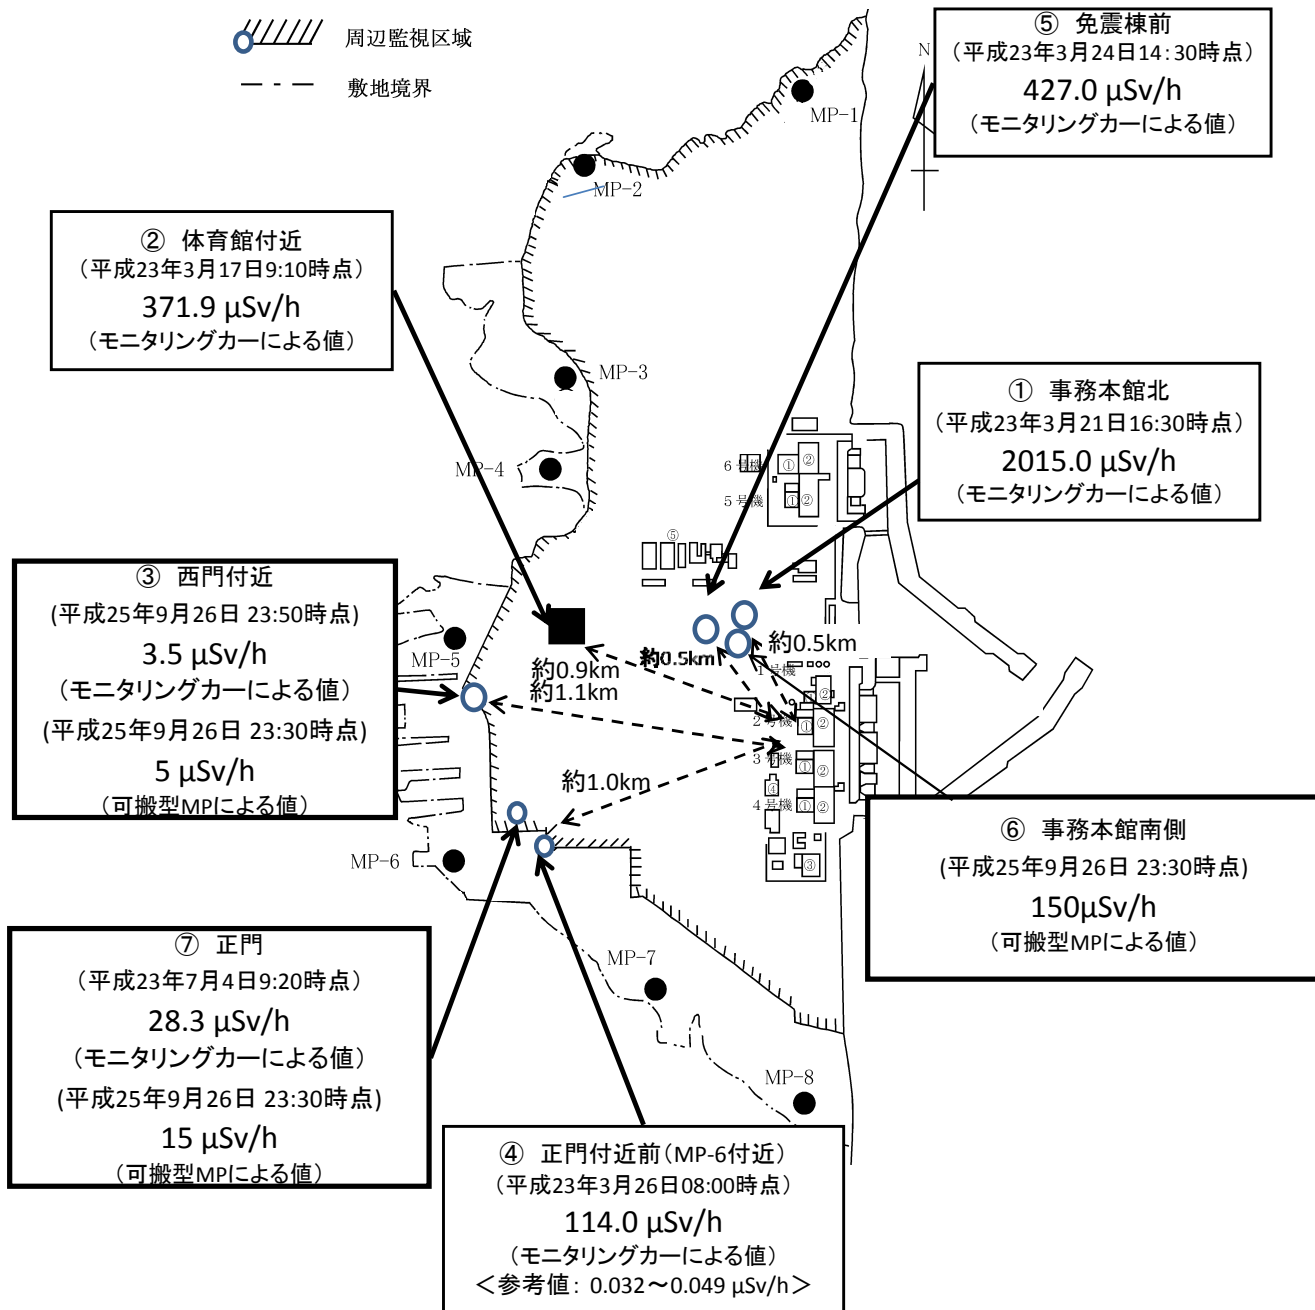 周辺監視区域
敷地境界
⑤ 免震棟前
(平成23年3月24日14:30時点)
427.0 μSv/h
(モニタリングカーによる値)
N
MP-1
MP-2
② 体育館付近
(平成23年3月17日9:10時点)
371.9 μSv/h
(モニタリングカーによる値)
MP-3
① 事務本館北
(平成23年3月21日16:30時点)
2015.0 μSv/h
(モニタリングカーによる値)
MP-4
6号機
① ②
5号機
① ②
⑤
③ 西門付近
(平成25年9月26日 23:50時点)
3.5 μSv/h
(モニタリングカーによる値)
(平成25年9月26日 23:30時点)
5 μSv/h
(可搬型MPによる値)
MP-5
約0.9km
約1.1km
約0.5km
約0.5km
1号機
②
2号機
① ②
3号機
① ②
約1.0km
④
4号機
① ②
③
⑥ 事務本館南側
(平成25年9月26日 23:30時点)
150μSv/h
(可搬型MPによる値)
MP-6
⑦ 正門
(平成23年7月4日9:20時点)
28.3 μSv/h
(モニタリングカーによる値)
(平成25年9月26日 23:30時点)
15 μSv/h
(可搬型MPによる値)
MP-7
MP-8
④ 正門付近前(MP-6付近)
(平成23年3月26日08:00時点)
114.0 μSv/h
(モニタリングカーによる値)
<参考値: 0.032～0.049 μSv/h>